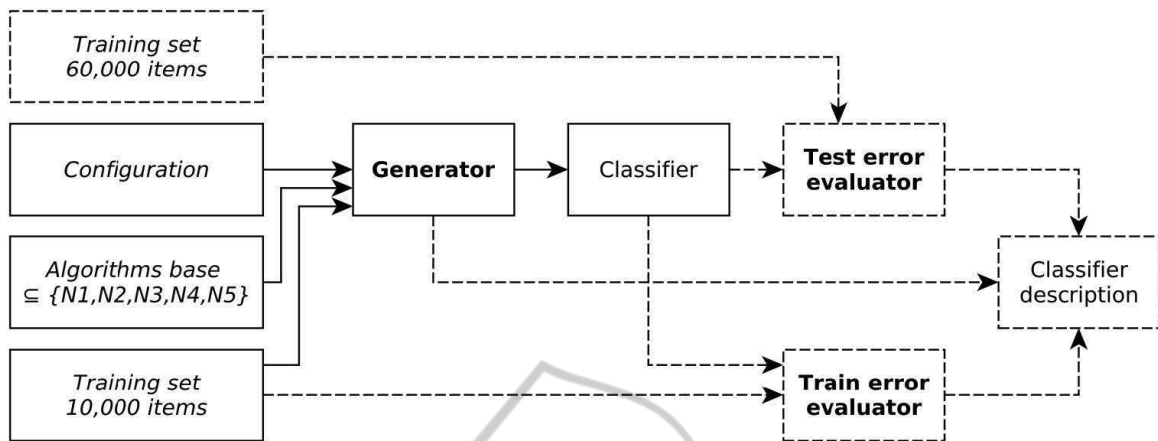 Training set
60,000 items
Configuration
Generator
Classifier
Test error
evaluator
Algorithms base
⊆ {N1,N2,N3,N4,N5}
Classifier
description
Training set
10,000 items
Train error
evaluator